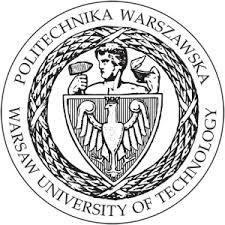 POLITECHNIKA WARSZAWSKA
WARSAW UNIVERSITY OF TECHNOLOGY